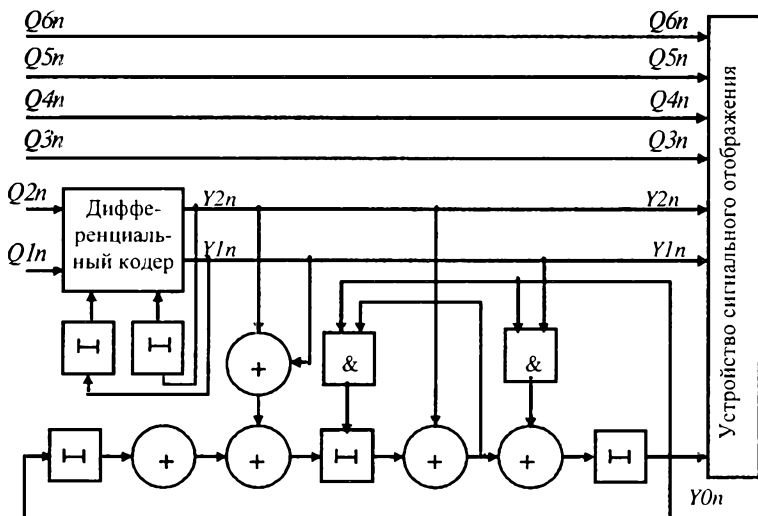 Q6n
Q6n
Q5n
Q5n
Q4n
Q4n
Q3n
Q3n
Q2n
Диффе-
ренциаль-
ный кодер
Y2n
Y2n
Q1n
Y1n
Y1n
&
&
+
+
+
+
+
Y0n
Устройство сигнального отображения